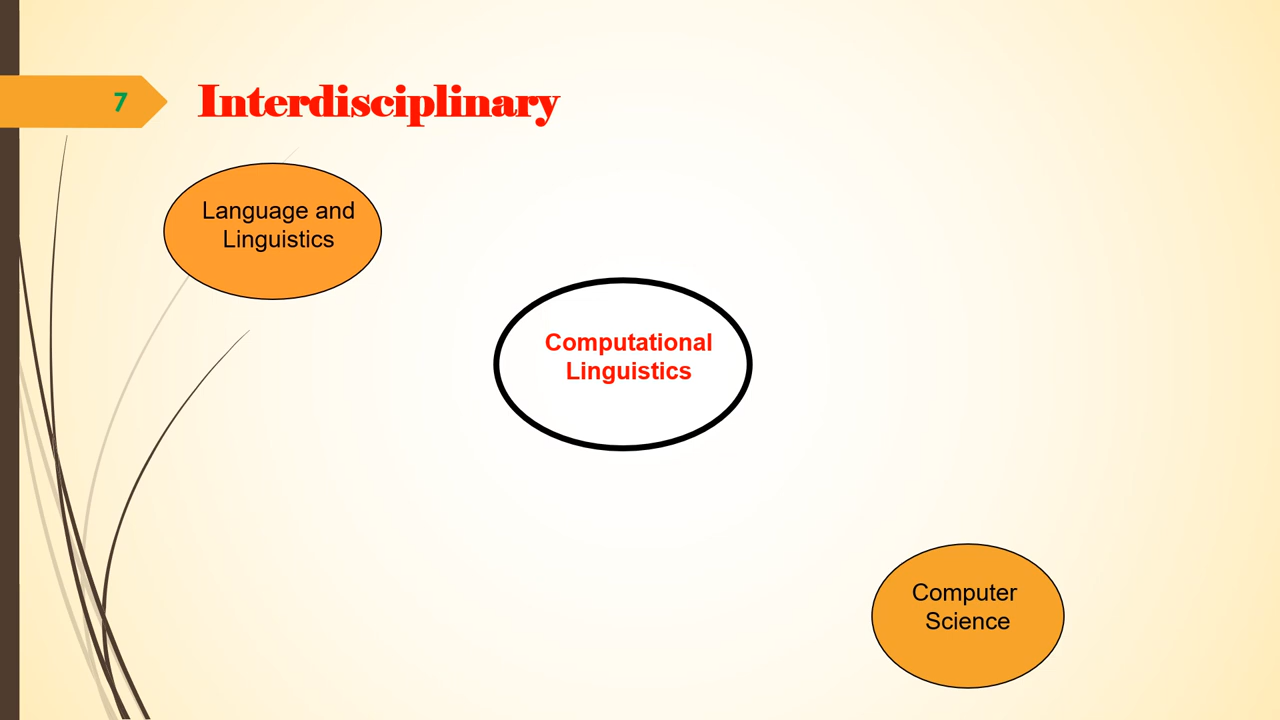 7
Interdisciplinary
Language and
Linguistics
Computational
Linguistics
Computer
Science